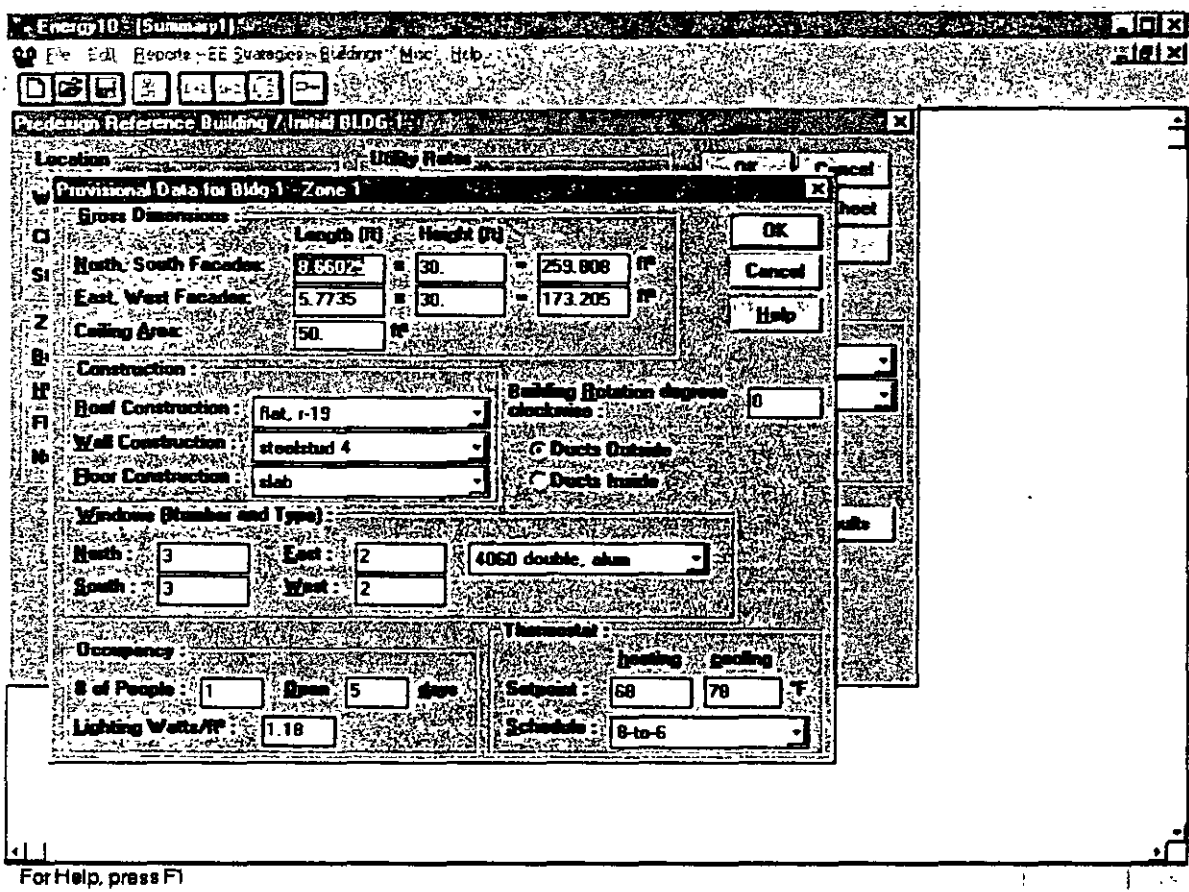 Energy10 - [Summary1]
File Edit Reports EE Strategies Buildings Misc Help
Predesign Reference Building / Initial BLDG-1
Location Utility Rates OK Cancel
Provisional Data for Bldg-1 - Zone 1
Gross Dimensions :
Length (ft) Height (ft)
OK
North, South Facades: 8.66025 = 30. = 259.808 ft²
Cancel
East, West Facades: 5.7735 = 30. = 173.205 ft²
Help
Ceiling Area: 50. ft²
Construction :
Roof Construction : flat, r-19
Building Rotation degrees clockwise : 0
Wall Construction : steelstud 4
Ducts Outside
Floor Construction : slab
Ducts Inside
Windows (Number and Type) :
North : 3 East : 2 4060 double, alum
South : 3 West : 2
Occupancy :
# of People : 1 Open 5 days
Lighting Watts/ft² : 1.18
Thermostat :
heating cooling
Setpoint : 68 78 °F
Schedule : 8-to-6
For Help, press F1